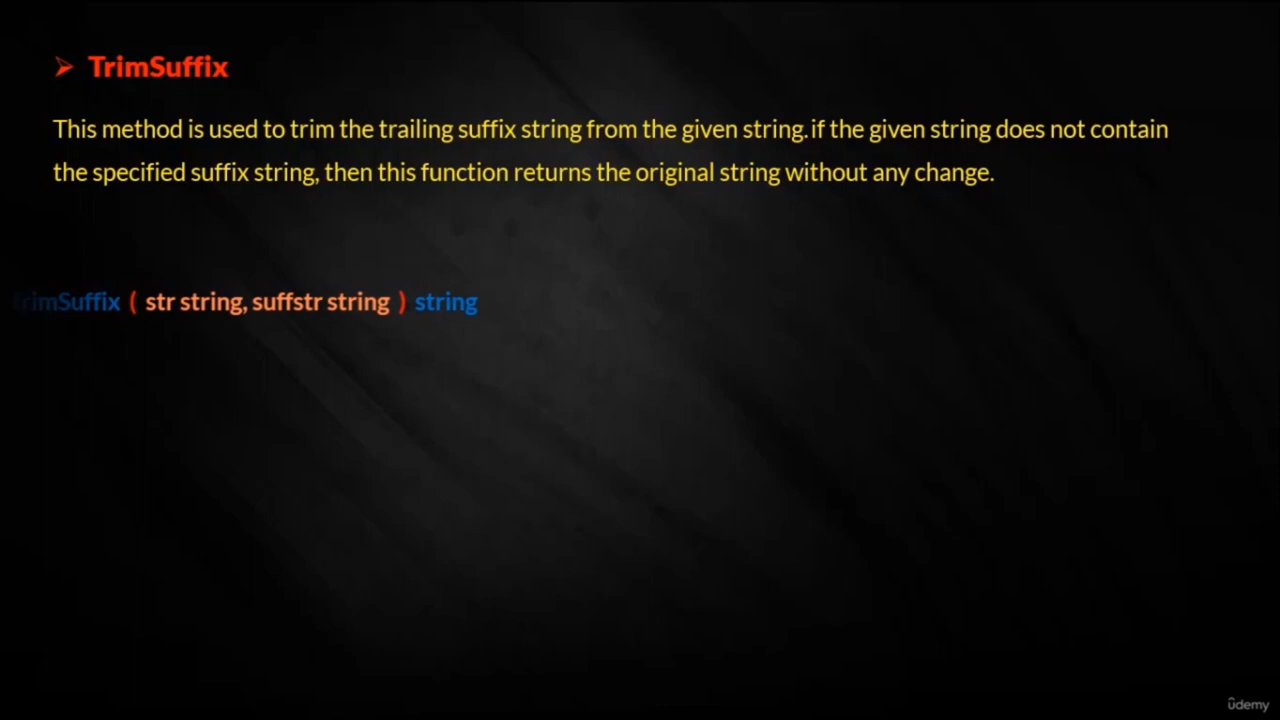 ➤ TrimSuffix
This method is used to trim the trailing suffix string from the given string.if the given string does not contain
the specified suffix string, then this function returns the original string without any change.
TrimSuffix ( str string, suffstr string ) string
ûdemy